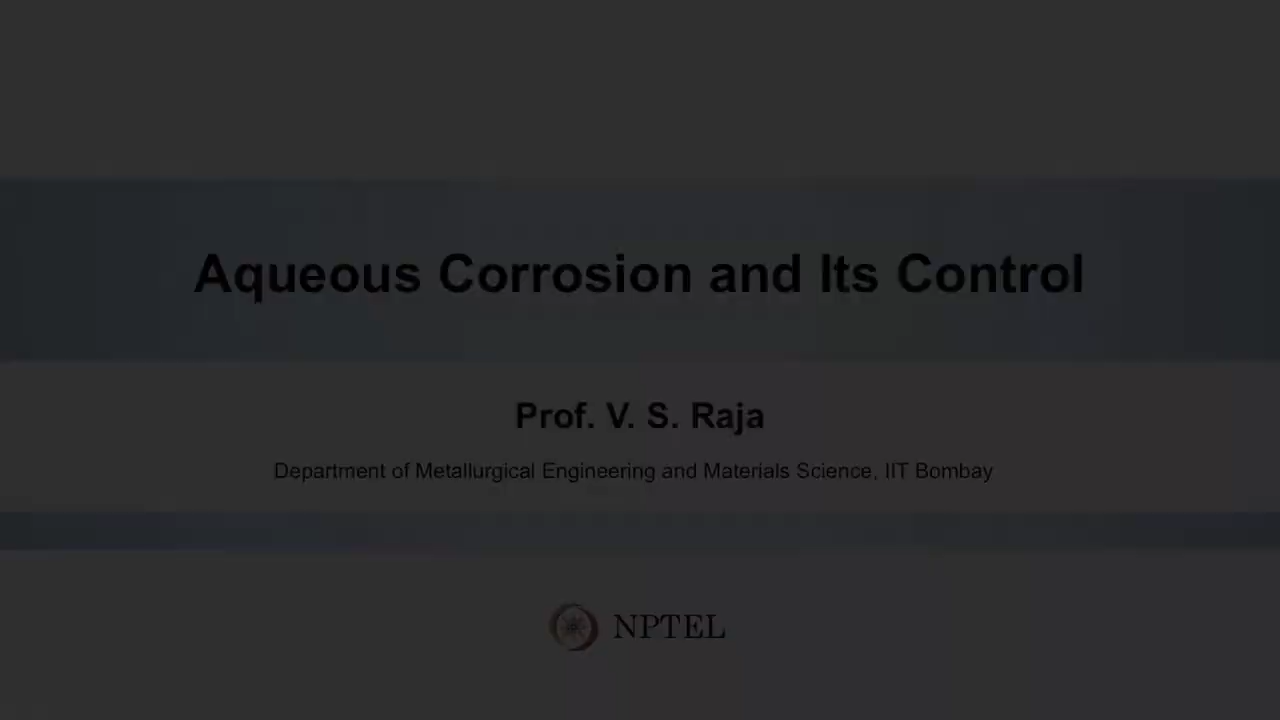 Aqueous Corrosion and Its Control
Prof. V. S. Raja
Department of Metallurgical Engineering and Materials Science, IIT Bombay
NPTEL